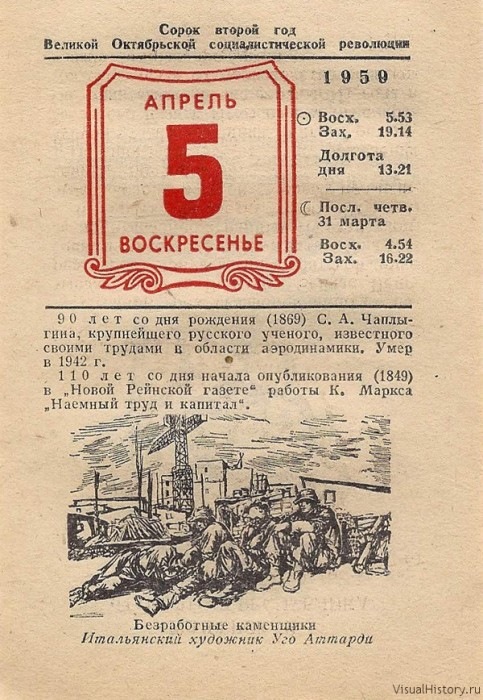 Сорок второй год
Великой Октябрьской социалистической революции
1959
АПРЕЛЬ
5
ВОСКРЕСЕНЬЕ
Восх. 5.53
Зах. 19.14
Долгота
дня 13.21
Посл. четв.
31 марта
Восх. 4.54
Зах. 16.22
90 лет со дня рождения (1869) С. А. Чаплы-
гина, крупнейшего русского ученого, известного
своими трудами в области аэродинамики. Умер
в 1942 г.
110 лет со дня начала опубликования (1849)
в „Новой Рейнской газете" работы К. Маркса
„Наемный труд и капитал".
Безработные каменщики
Итальянский художник Уго Аттарди
VisualHistory.ru